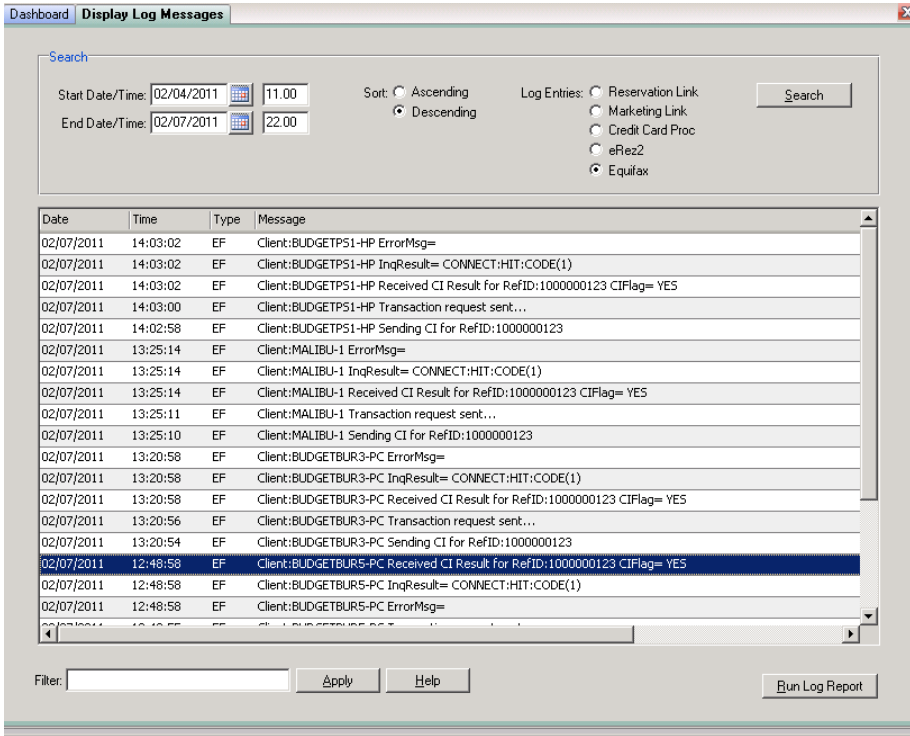 Dashboard Display Log Messages
Search
Start Date/Time: 02/04/2011 11.00 Sort: Ascending Log Entries: Reservation Link Search
End Date/Time: 02/07/2011 22.00 Descending Marketing Link
Credit Card Proc
eRez2
Equifax
Date Time Type Message
02/07/2011 14:03:02 EF Client:BUDGETPS1-HP ErrorMsg=
02/07/2011 14:03:02 EF Client:BUDGETPS1-HP InqResult= CONNECT:HIT:CODE(1)
02/07/2011 14:03:02 EF Client:BUDGETPS1-HP Received CI Result for RefID:1000000123 CIFlag= YES
02/07/2011 14:03:00 EF Client:BUDGETPS1-HP Transaction request sent...
02/07/2011 14:02:58 EF Client:BUDGETPS1-HP Sending CI for RefID:1000000123
02/07/2011 13:25:14 EF Client:MALIBU-1 ErrorMsg=
02/07/2011 13:25:14 EF Client:MALIBU-1 InqResult= CONNECT:HIT:CODE(1)
02/07/2011 13:25:14 EF Client:MALIBU-1 Received CI Result for RefID:1000000123 CIFlag= YES
02/07/2011 13:25:11 EF Client:MALIBU-1 Transaction request sent...
02/07/2011 13:25:10 EF Client:MALIBU-1 Sending CI for RefID:1000000123
02/07/2011 13:20:58 EF Client:BUDGETBUR3-PC ErrorMsg=
02/07/2011 13:20:58 EF Client:BUDGETBUR3-PC InqResult= CONNECT:HIT:CODE(1)
02/07/2011 13:20:58 EF Client:BUDGETBUR3-PC Received CI Result for RefID:1000000123 CIFlag= YES
02/07/2011 13:20:56 EF Client:BUDGETBUR3-PC Transaction request sent...
02/07/2011 13:20:54 EF Client:BUDGETBUR3-PC Sending CI for RefID:1000000123
02/07/2011 12:48:58 EF Client:BUDGETBUR5-PC Received CI Result for RefID:1000000123 CIFlag= YES
02/07/2011 12:48:58 EF Client:BUDGETBUR5-PC InqResult= CONNECT:HIT:CODE(1)
02/07/2011 12:48:58 EF Client:BUDGETBUR5-PC ErrorMsg=
Filter: Apply Help Run Log Report